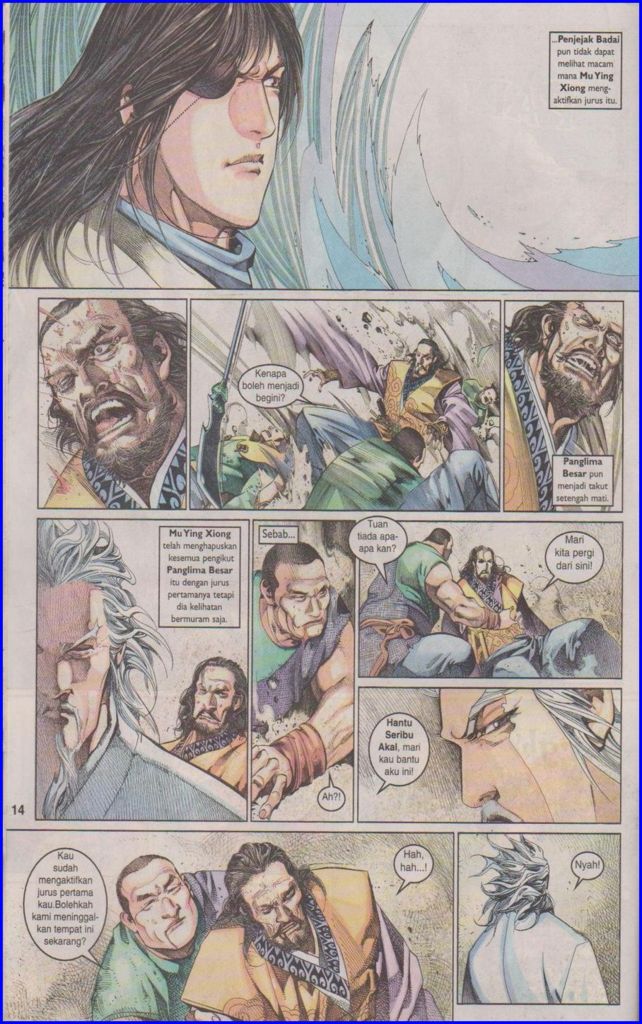 ...Penjejak Badai
pun tidak dapat
melihat macam
mana Mu Ying
Xiong meng-
aktifkan jurus itu.
Kenapa
boleh menjadi
begini?
Panglima
Besar pun
menjadi takut
setengah mati.
Mu Ying Xiong
telah menghapuskan
kesemua pengikut
Panglima Besar
itu dengan jurus
pertamanya tetapi
dia kelihatan
bermuram saja.
Sebab...
Ah?!
Tuan
tiada apa-
apa kan?
Mari
kita pergi
dari sini!
Hantu
Seribu
Akal, mari
kau bantu
aku ini!
14
Kau
sudah
mengaktifkan
jurus pertama
kau.Bolehkah
kami meninggal-
kan tempat ini
sekarang?
Hah,
hah...!
Nyah!